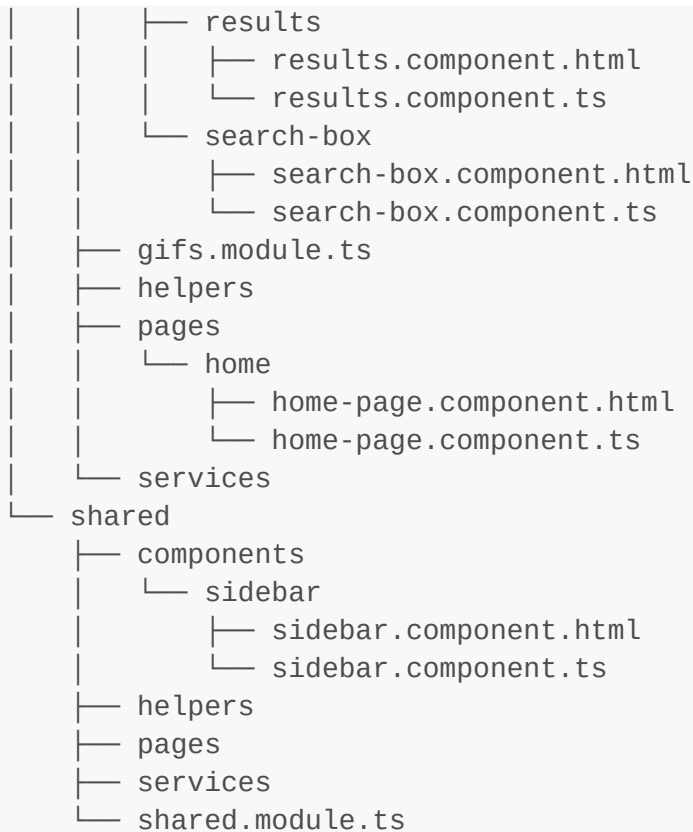 │   │   ├── results
│   │   │   ├── results.component.html
│   │   │   └── results.component.ts
│   │   └── search-box
│   │       ├── search-box.component.html
│   │       └── search-box.component.ts
│   ├── gifs.module.ts
│   ├── helpers
│   ├── pages
│   │   └── home
│   │       ├── home-page.component.html
│   │       └── home-page.component.ts
│   └── services
└── shared
    ├── components
    │   └── sidebar
    │       ├── sidebar.component.html
    │       └── sidebar.component.ts
    ├── helpers
    ├── pages
    ├── services
    └── shared.module.ts